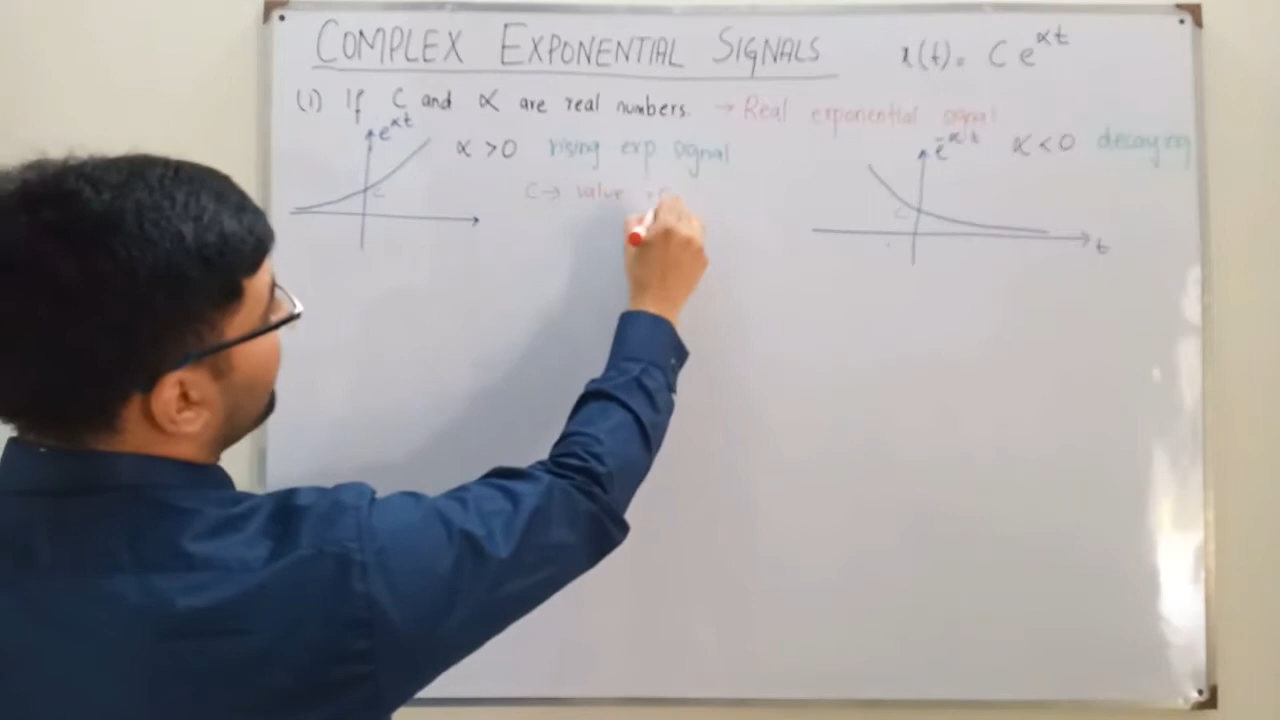 COMPLEX EXPONENTIAL SIGNALS x(t) = C e^αt
(1) If C and α are real numbers. → Real exponential signal
e^αt α > 0 rising exp signal e^-αt α < 0 decaying
C → value
C
C
t